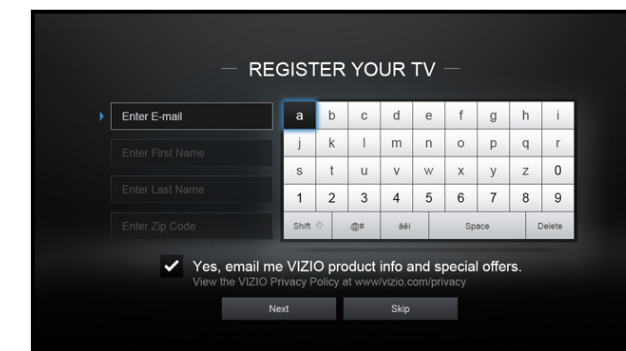 REGISTER YOUR TV
Enter E-mail
a b c d e f g h i
Enter First Name
j k l m n o p q r
Enter Last Name
s t u v w x y z 0
1 2 3 4 5 6 7 8 9
Enter Zip Code
Shift .@# äéí Space Delete
Yes, email me VIZIO product info and special offers.
View the VIZIO Privacy Policy at www/vizio.com/privacy
Next Skip